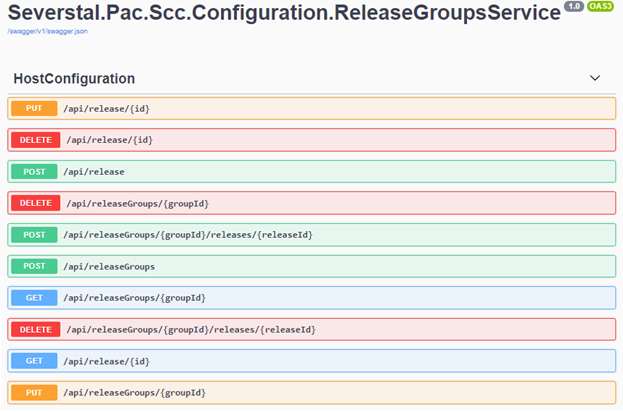 Severstal.Pac.Scc.Configuration.ReleaseGroupsService 1.0 OAS3
/swagger/v1/swagger.json
HostConfiguration
PUT /api/release/{id}
DELETE /api/release/{id}
POST /api/release
DELETE /api/releaseGroups/{groupId}
POST /api/releaseGroups/{groupId}/releases/{releaseId}
POST /api/releaseGroups
GET /api/releaseGroups/{groupId}
DELETE /api/releaseGroups/{groupId}/releases/{releaseId}
GET /api/release/{id}
PUT /api/releaseGroups/{groupId}